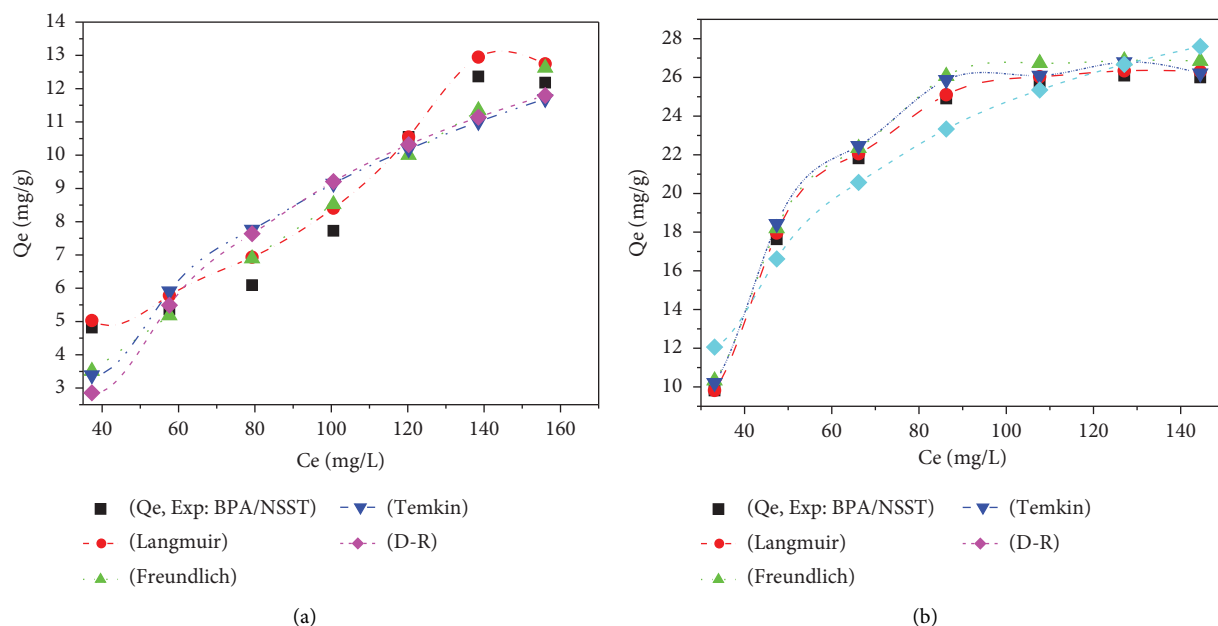 14
13
12
11
10
9
8
7
6
5
4
3
Qe (mg/g)
40 60 80 100 120 140 160
Ce (mg/L)
(Qe, Exp: BPA/NSST) (Temkin)
(Langmuir) (D-R)
(Freundlich)
(a)
28
26
24
22
20
18
16
14
12
10
Qe (mg/g)
40 60 80 100 120 140
Ce (mg/L)
(Qe, Exp: BPA/NSST) (Temkin)
(Langmuir) (D-R)
(Freundlich)
(b)